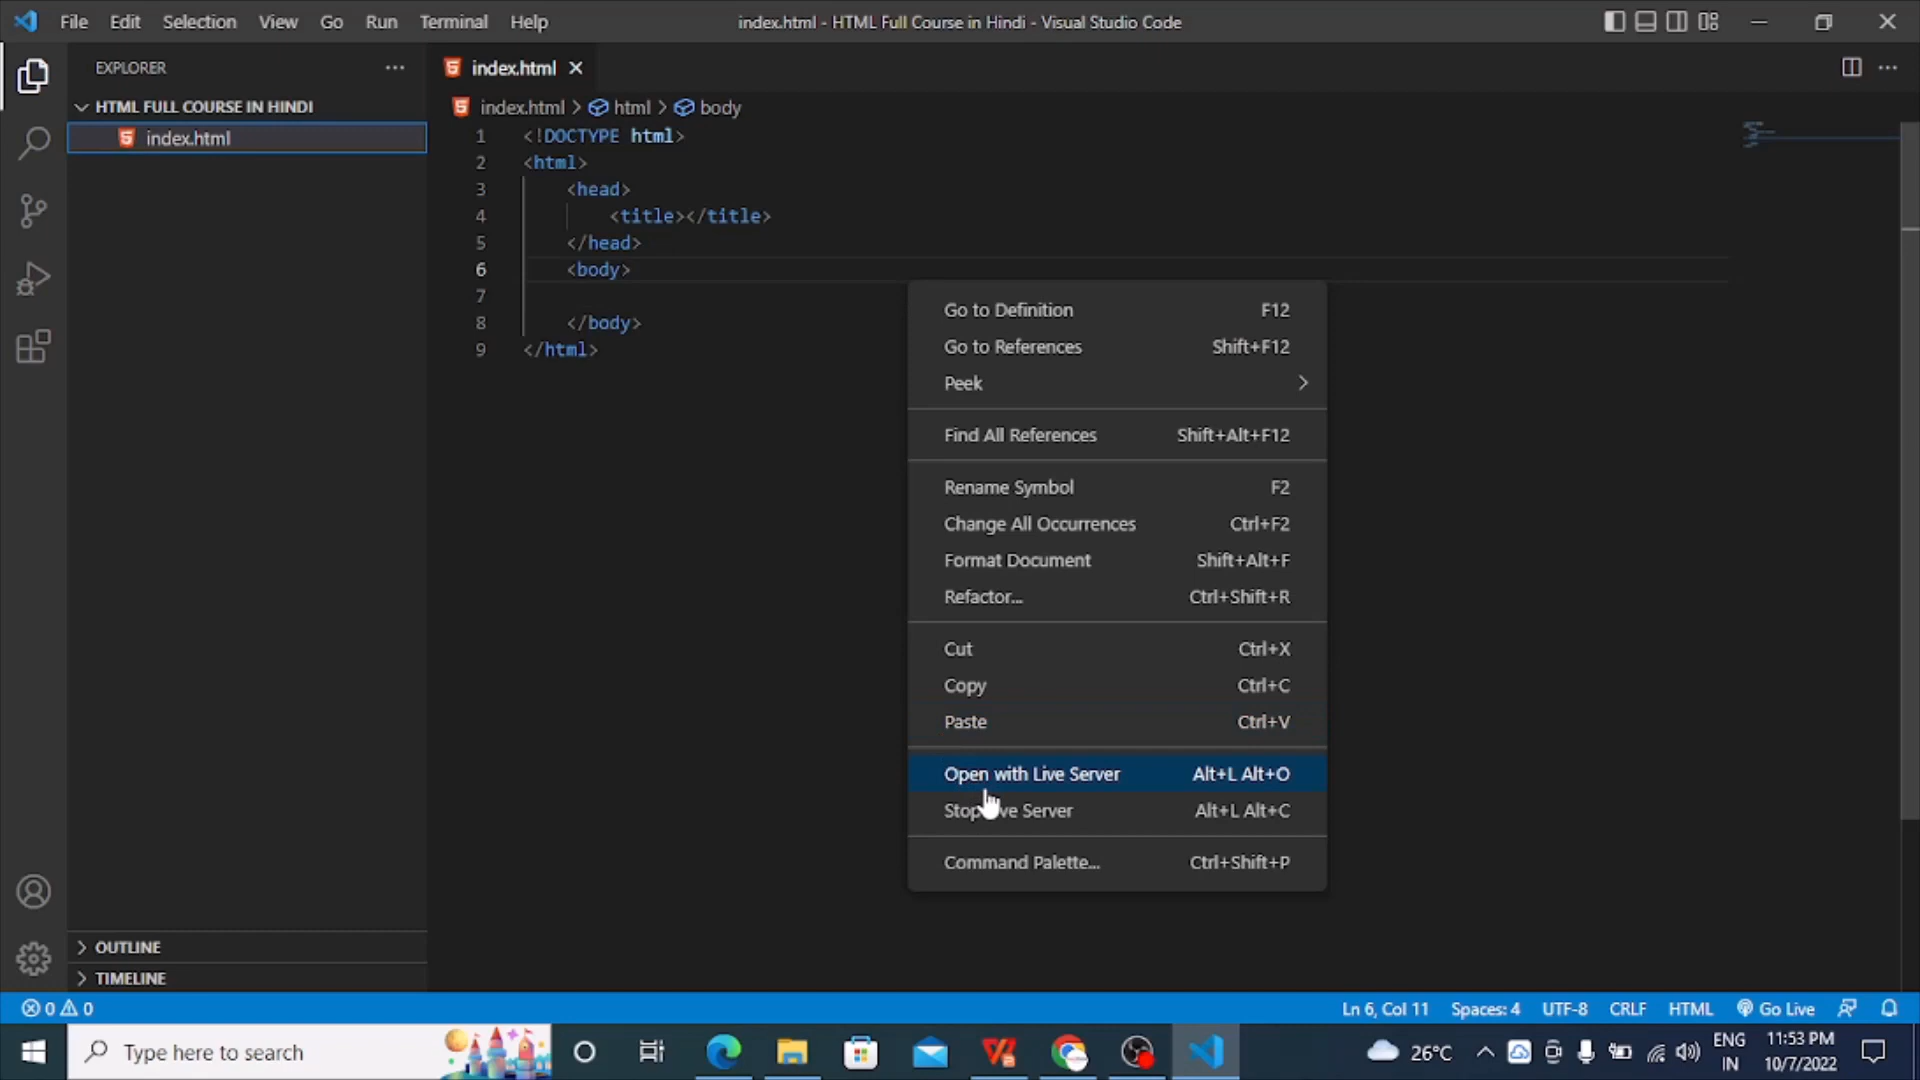 File Edit Selection View Go Run Terminal Help
index.html - HTML Full Course in Hindi - Visual Studio Code
EXPLORER
HTML FULL COURSE IN HINDI
index.html
OUTLINE
TIMELINE
index.html
index.html > html > body
1 <!DOCTYPE html>
2 <html>
3 <head>
4 <title></title>
5 </head>
6 <body>
7
8 </body>
9 </html>
Go to Definition F12
Go to References Shift+F12
Peek
Find All References Shift+Alt+F12
Rename Symbol F2
Change All Occurrences Ctrl+F2
Format Document Shift+Alt+F
Refactor... Ctrl+Shift+R
Cut Ctrl+X
Copy Ctrl+C
Paste Ctrl+V
Open with Live Server Alt+L Alt+O
Stop Live Server Alt+L Alt+C
Command Palette... Ctrl+Shift+P
0 0 Ln 6, Col 11 Spaces: 4 UTF-8 CRLF HTML Go Live
Type here to search
26°C
ENG
IN
11:53 PM
10/7/2022